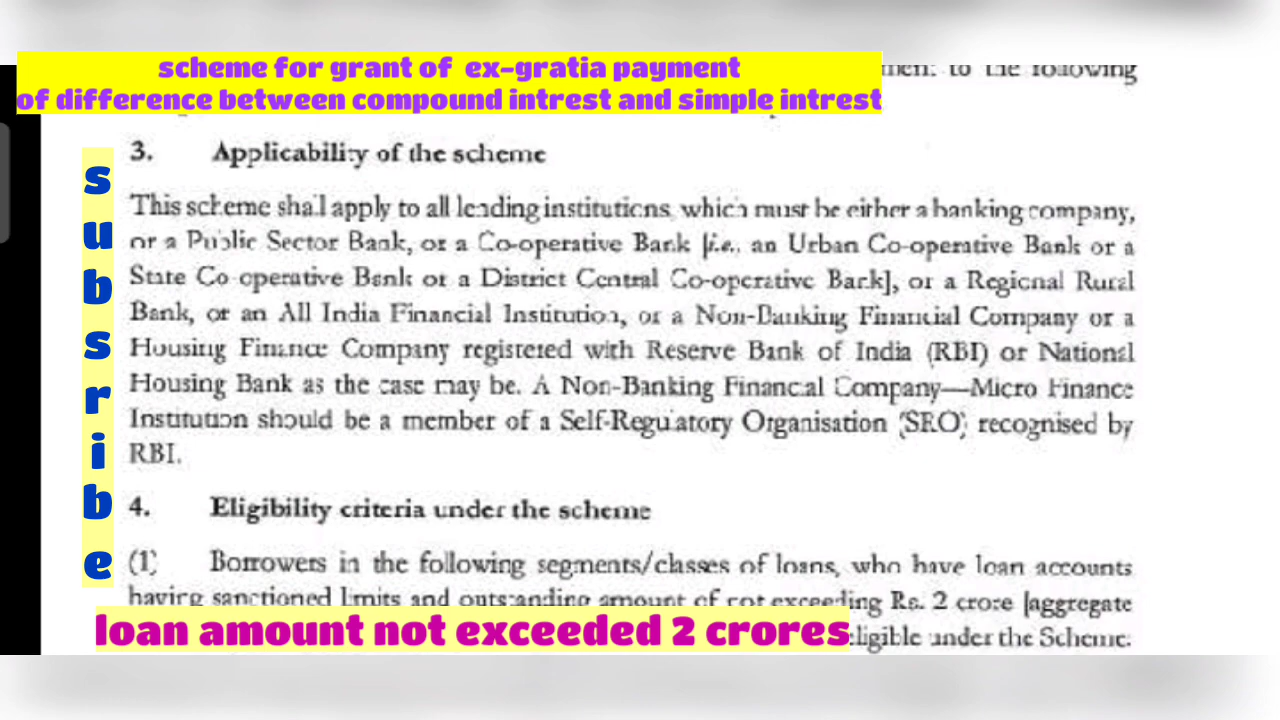 scheme for grant of ex-gratia payment
of difference between compound intrest and simple intrest
to the following
3. Applicability of the scheme
This scheme shall apply to all lending institutions, which must be either a banking company,
or a Public Sector Bank, or a Co-operative Bank [i.e., an Urban Co-operative Bank or a
State Co-operative Bank or a District Central Co-operative Bank], or a Regional Rural
Bank, or an All India Financial Institution, or a Non-Banking Financial Company or a
Housing Finance Company registered with Reserve Bank of India (RBI) or National
Housing Bank as the case may be. A Non-Banking Financial Company—Micro Finance
Institution should be a member of a Self-Regulatory Organisation (SRO) recognised by
RBI.
4. Eligibility criteria under the scheme
(1) Borrowers in the following segments/classes of loans, who have loan accounts
having sanctioned limits and outstanding amount of not exceeding Rs. 2 crore [aggregate
eligible under the Scheme.
loan amount not exceeded 2 crores
subsribe